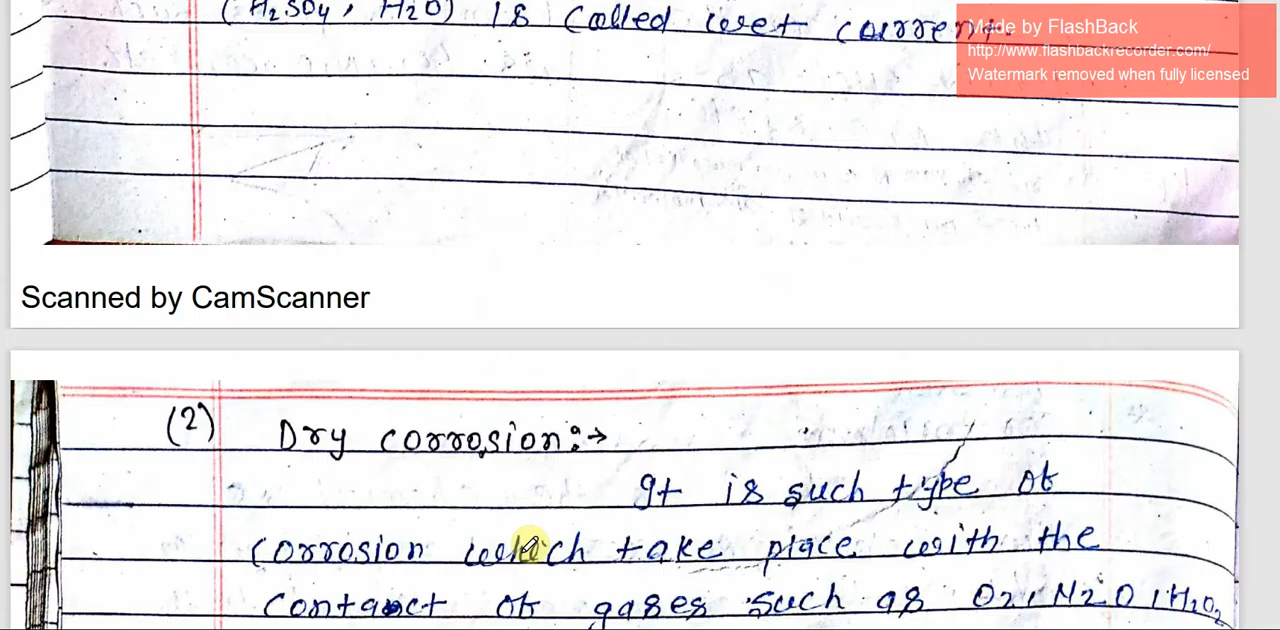 (H2SO4, H2O) is called wet corrent.
Made by FlashBack
http://www.flashbackrecorder.com/
Watermark removed when fully licensed
Scanned by CamScanner
(2) Dry corrosion:→
It is such type of
Corrosion which take place with the
Contanct of gases such as O2, N2O, H2O2